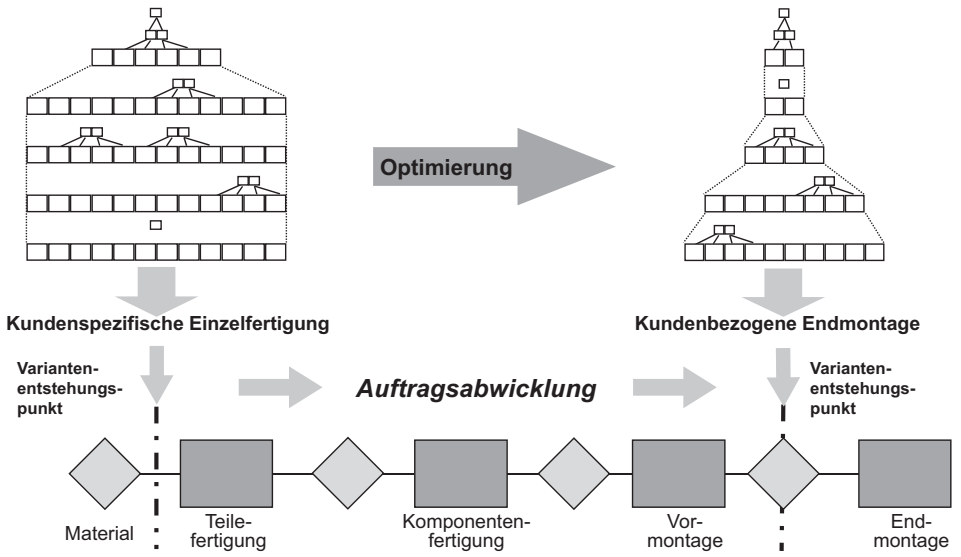 Optimierung
Kundenspezifische Einzelfertigung
Kundenbezogene Endmontage
Varianten-
entstehungs-
punkt
Auftragsabwicklung
Varianten-
entstehungs-
punkt
Material
Teile-
fertigung
Komponenten-
fertigung
Vor-
montage
End-
montage